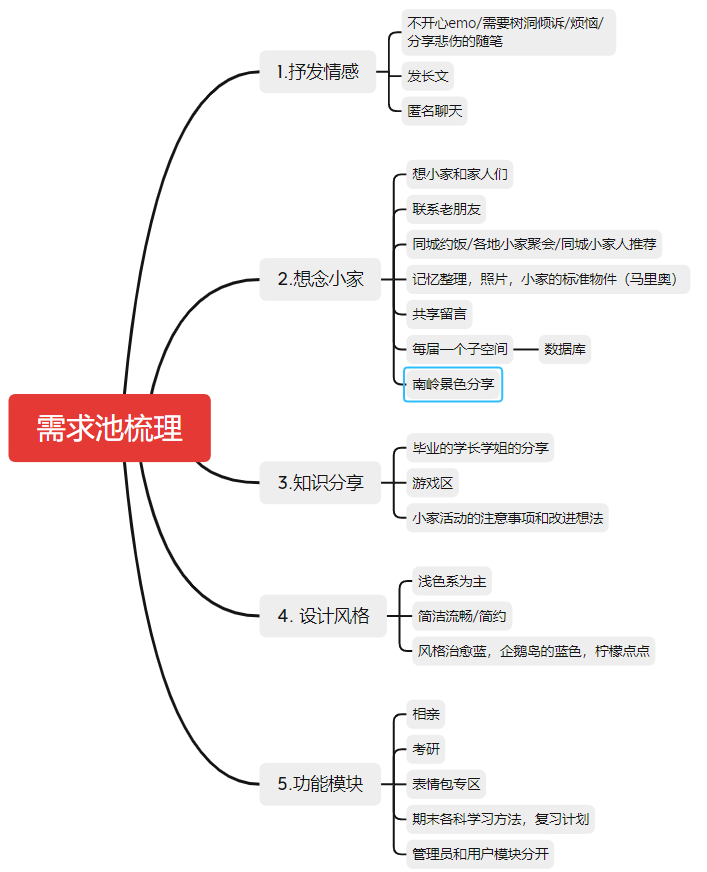 需求池梳理
1.抒发情感
不开心emo/需要树洞倾诉/烦恼/
分享悲伤的随笔
发长文
匿名聊天
2.想念小家
想小家和家人们
联系老朋友
同城约饭/各地小家聚会/同城小家人推荐
记忆整理，照片，小家的标准物件（马里奥）
共享留言
每届一个子空间
数据库
南岭景色分享
3.知识分享
毕业的学长学姐的分享
游戏区
小家活动的注意事项和改进想法
4. 设计风格
浅色系为主
简洁流畅/简约
风格治愈蓝，企鹅岛的蓝色，柠檬点点
5.功能模块
相亲
考研
表情包专区
期末各科学习方法，复习计划
管理员和用户模块分开